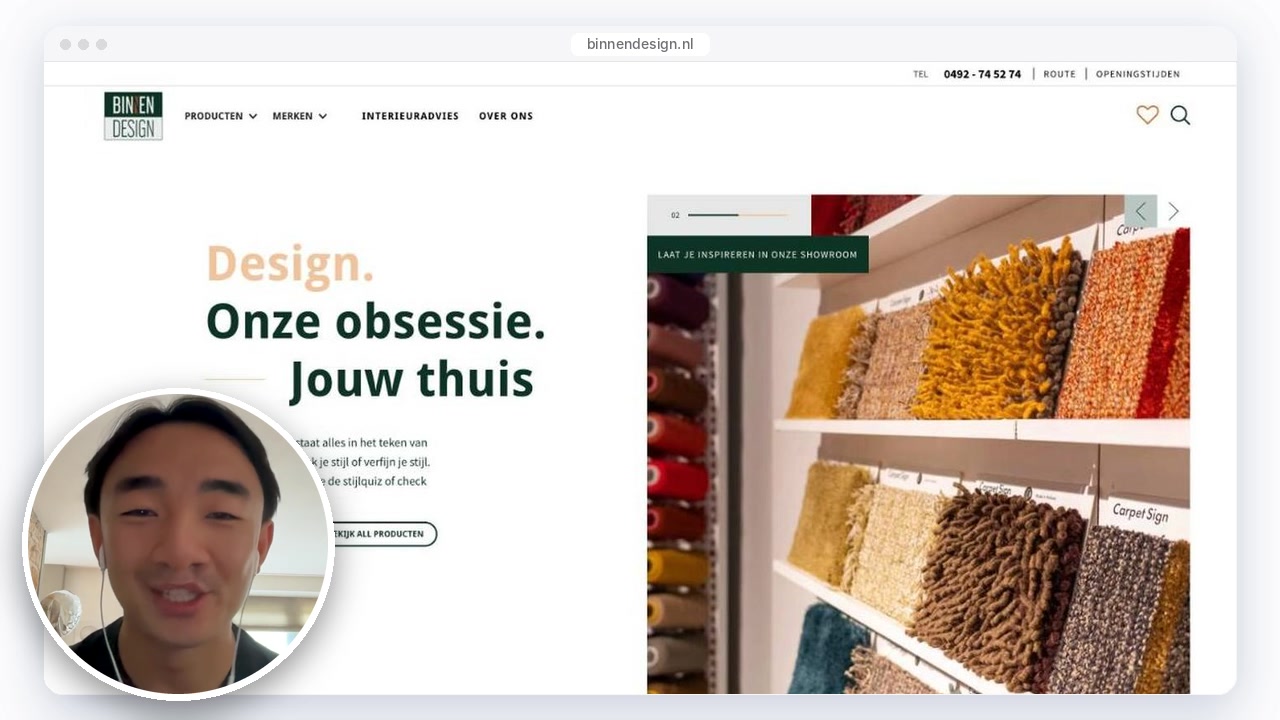 binnendesign.nl
TEL 0492 - 74 52 74 | ROUTE | OPENINGSTIJDEN
BINNEN
DESIGN
PRODUCTEN MERKEN INTERIEURADVIES OVER ONS
02
LAAT JE INSPIREREN IN ONZE SHOWROOM
Design.
Onze obsessie.
Jouw thuis
staat alles in het teken van
je stijl of verfijn je stijl.
de stijlquiz of check
ALL PRODUCTEN
Carpet Sign
Carpet Sign